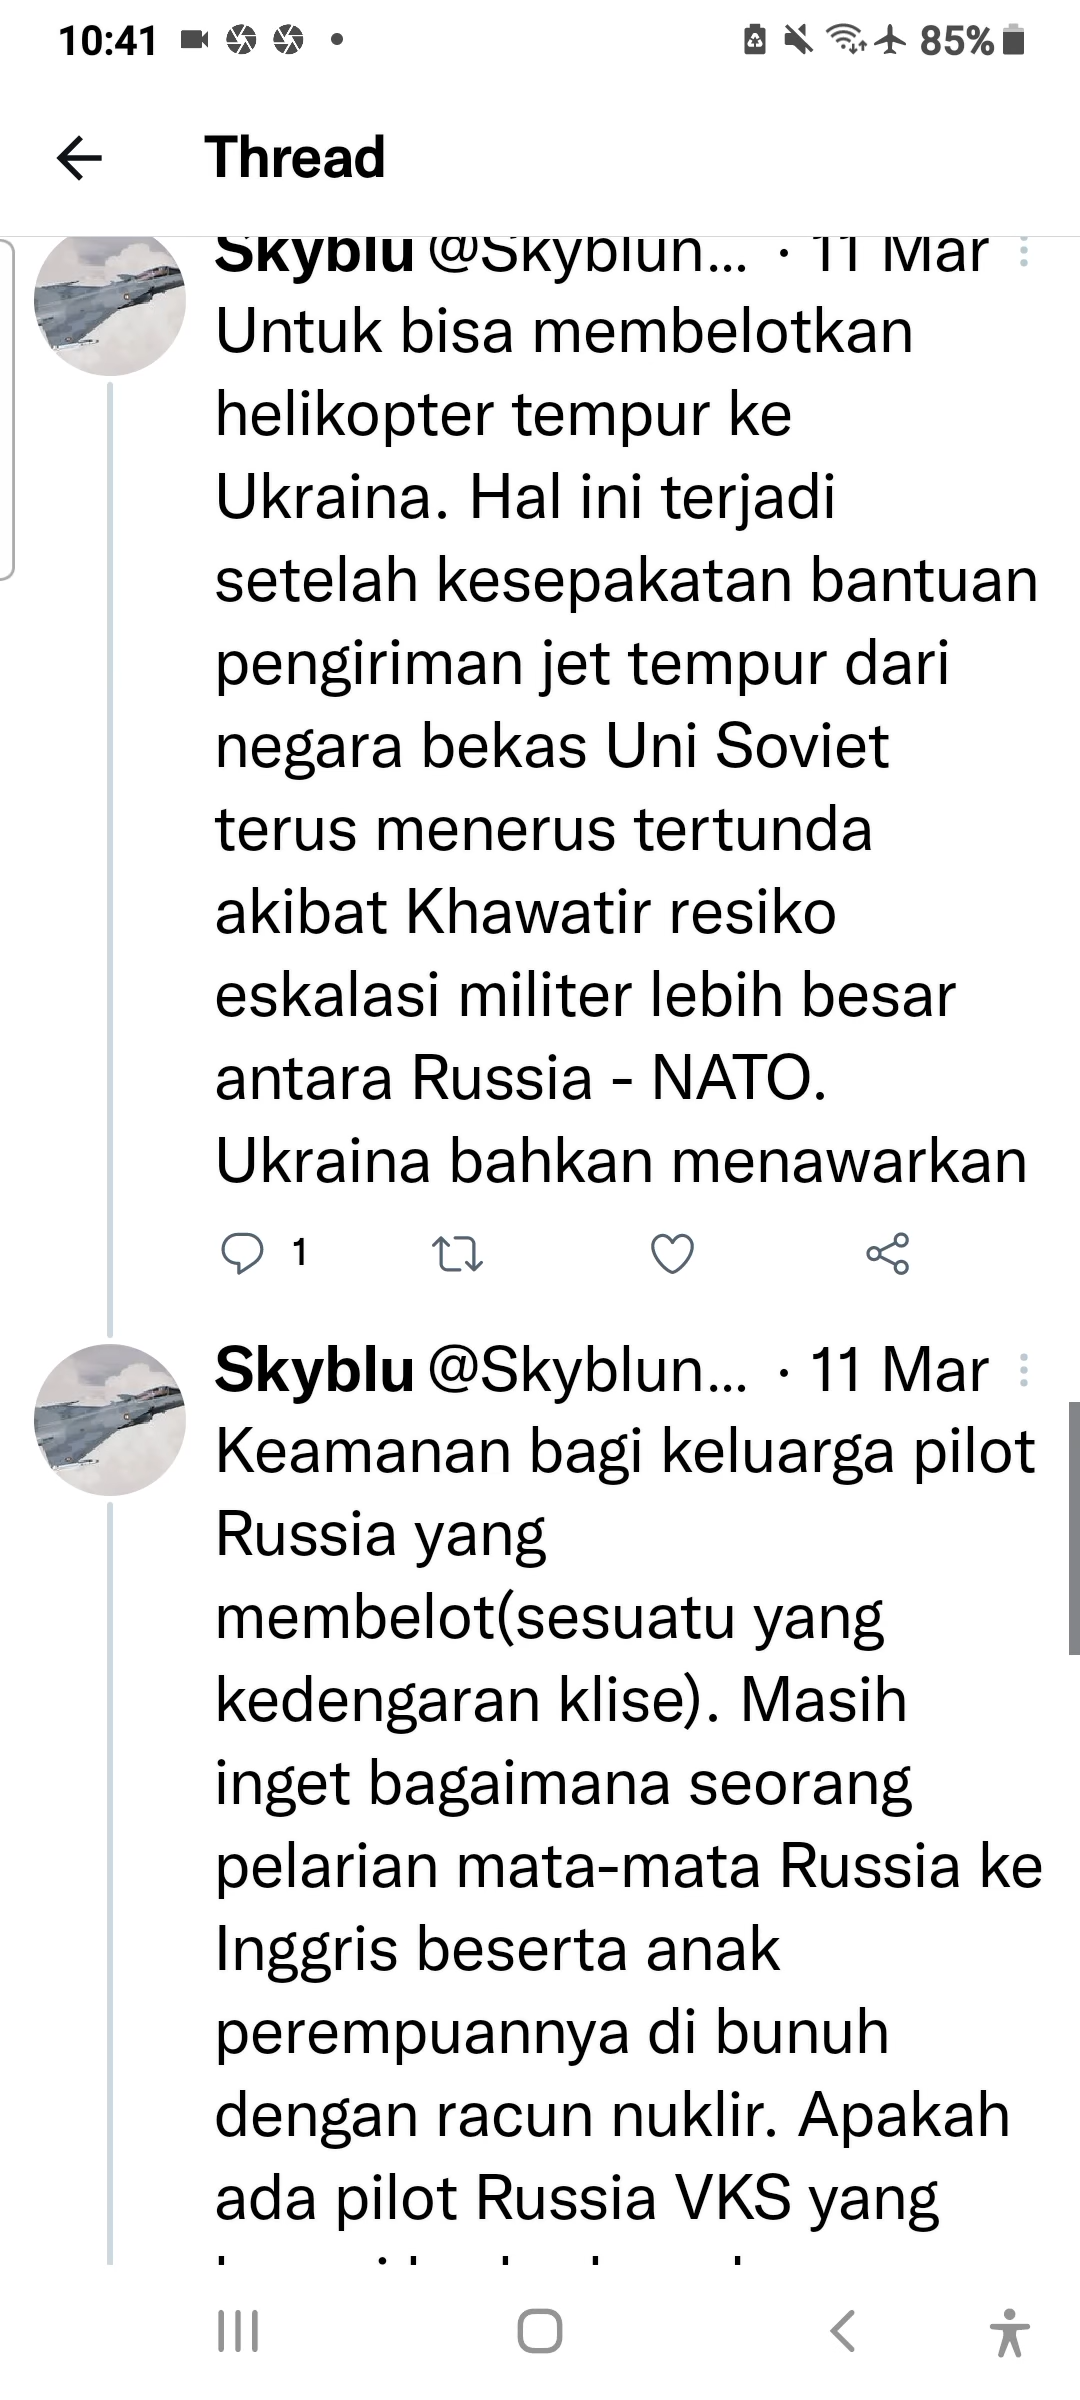 10:41 85%
Thread
Skyblu @Skyblun... · 11 Mar
Untuk bisa membelotkan
helikopter tempur ke
Ukraina. Hal ini terjadi
setelah kesepakatan bantuan
pengiriman jet tempur dari
negara bekas Uni Soviet
terus menerus tertunda
akibat Khawatir resiko
eskalasi militer lebih besar
antara Russia - NATO.
Ukraina bahkan menawarkan
1
Skyblu @Skyblun... · 11 Mar
Keamanan bagi keluarga pilot
Russia yang
membelot(sesuatu yang
kedengaran klise). Masih
inget bagaimana seorang
pelarian mata-mata Russia ke
Inggris beserta anak
perempuannya di bunuh
dengan racun nuklir. Apakah
ada pilot Russia VKS yang